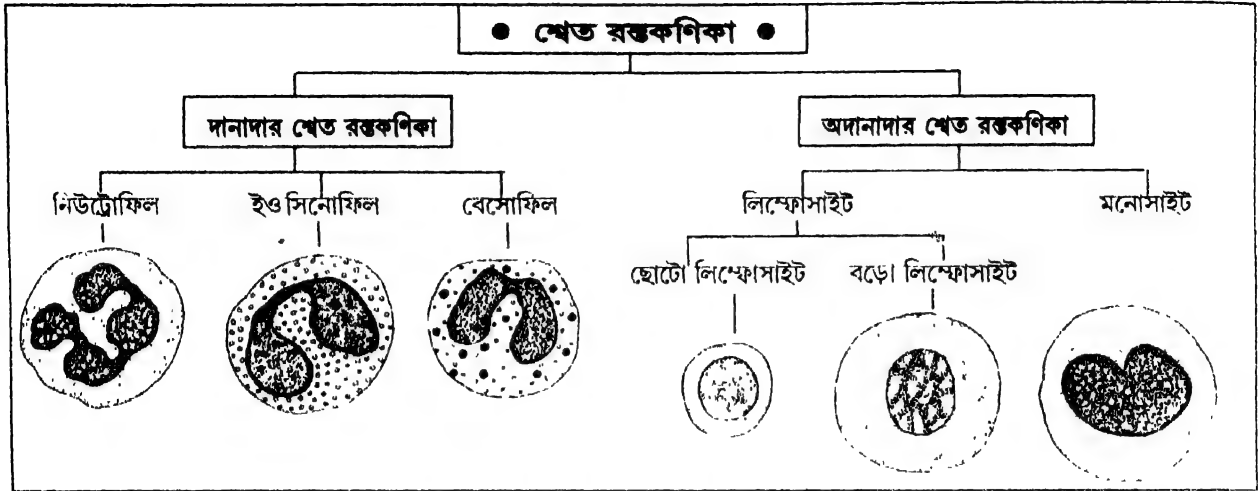 ● শ্বেত রক্তকণিকা ●
দানাদার শ্বেত রক্তকণিকা
অদানাদার শ্বেত রক্তকণিকা
নিউট্রোফিল
ইওসিনোফিল
বেসোফিল
লিম্ফোসাইট
মনোসাইট
ছোটো লিম্ফোসাইট
বড়ো লিম্ফোসাইট